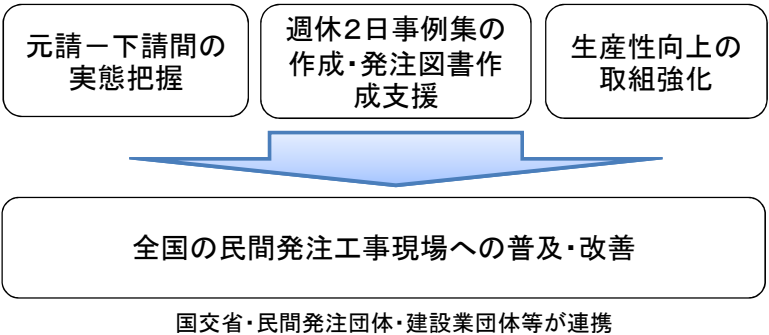 元請－下請間の
実態把握
週休２日事例集の
作成・発注図書作
成支援
生産性向上の
取組強化
全国の民間発注工事現場への普及・改善
国交省・民間発注団体・建設業団体等が連携